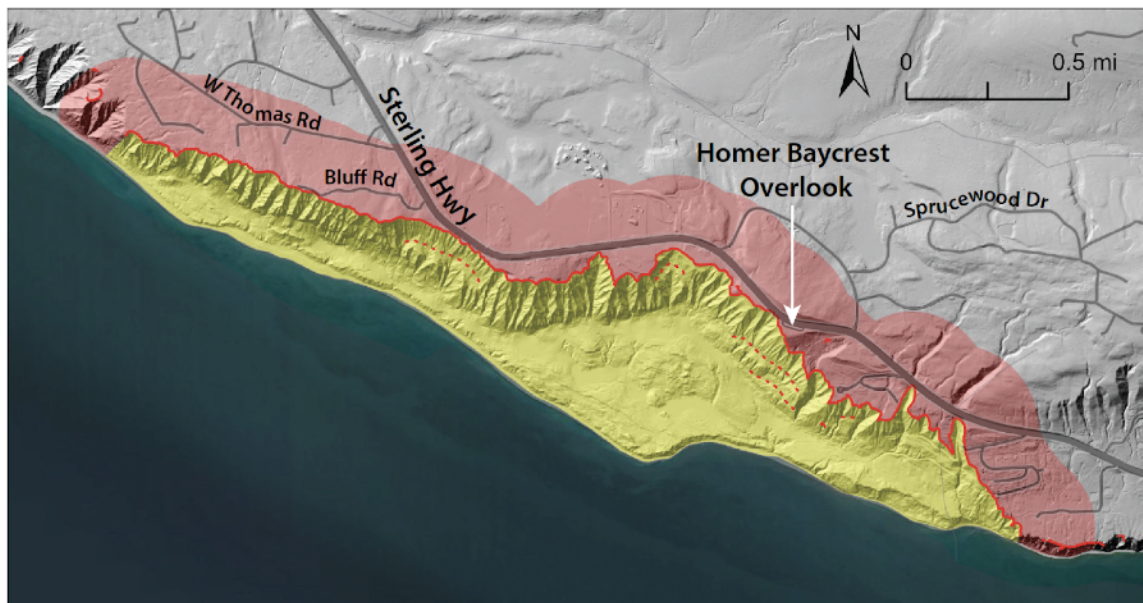 N
0 0.5 mi
W Thomas Rd
Sterling Hwy
Homer Baycrest
Overlook
Bluff Rd
Sprucewood Dr